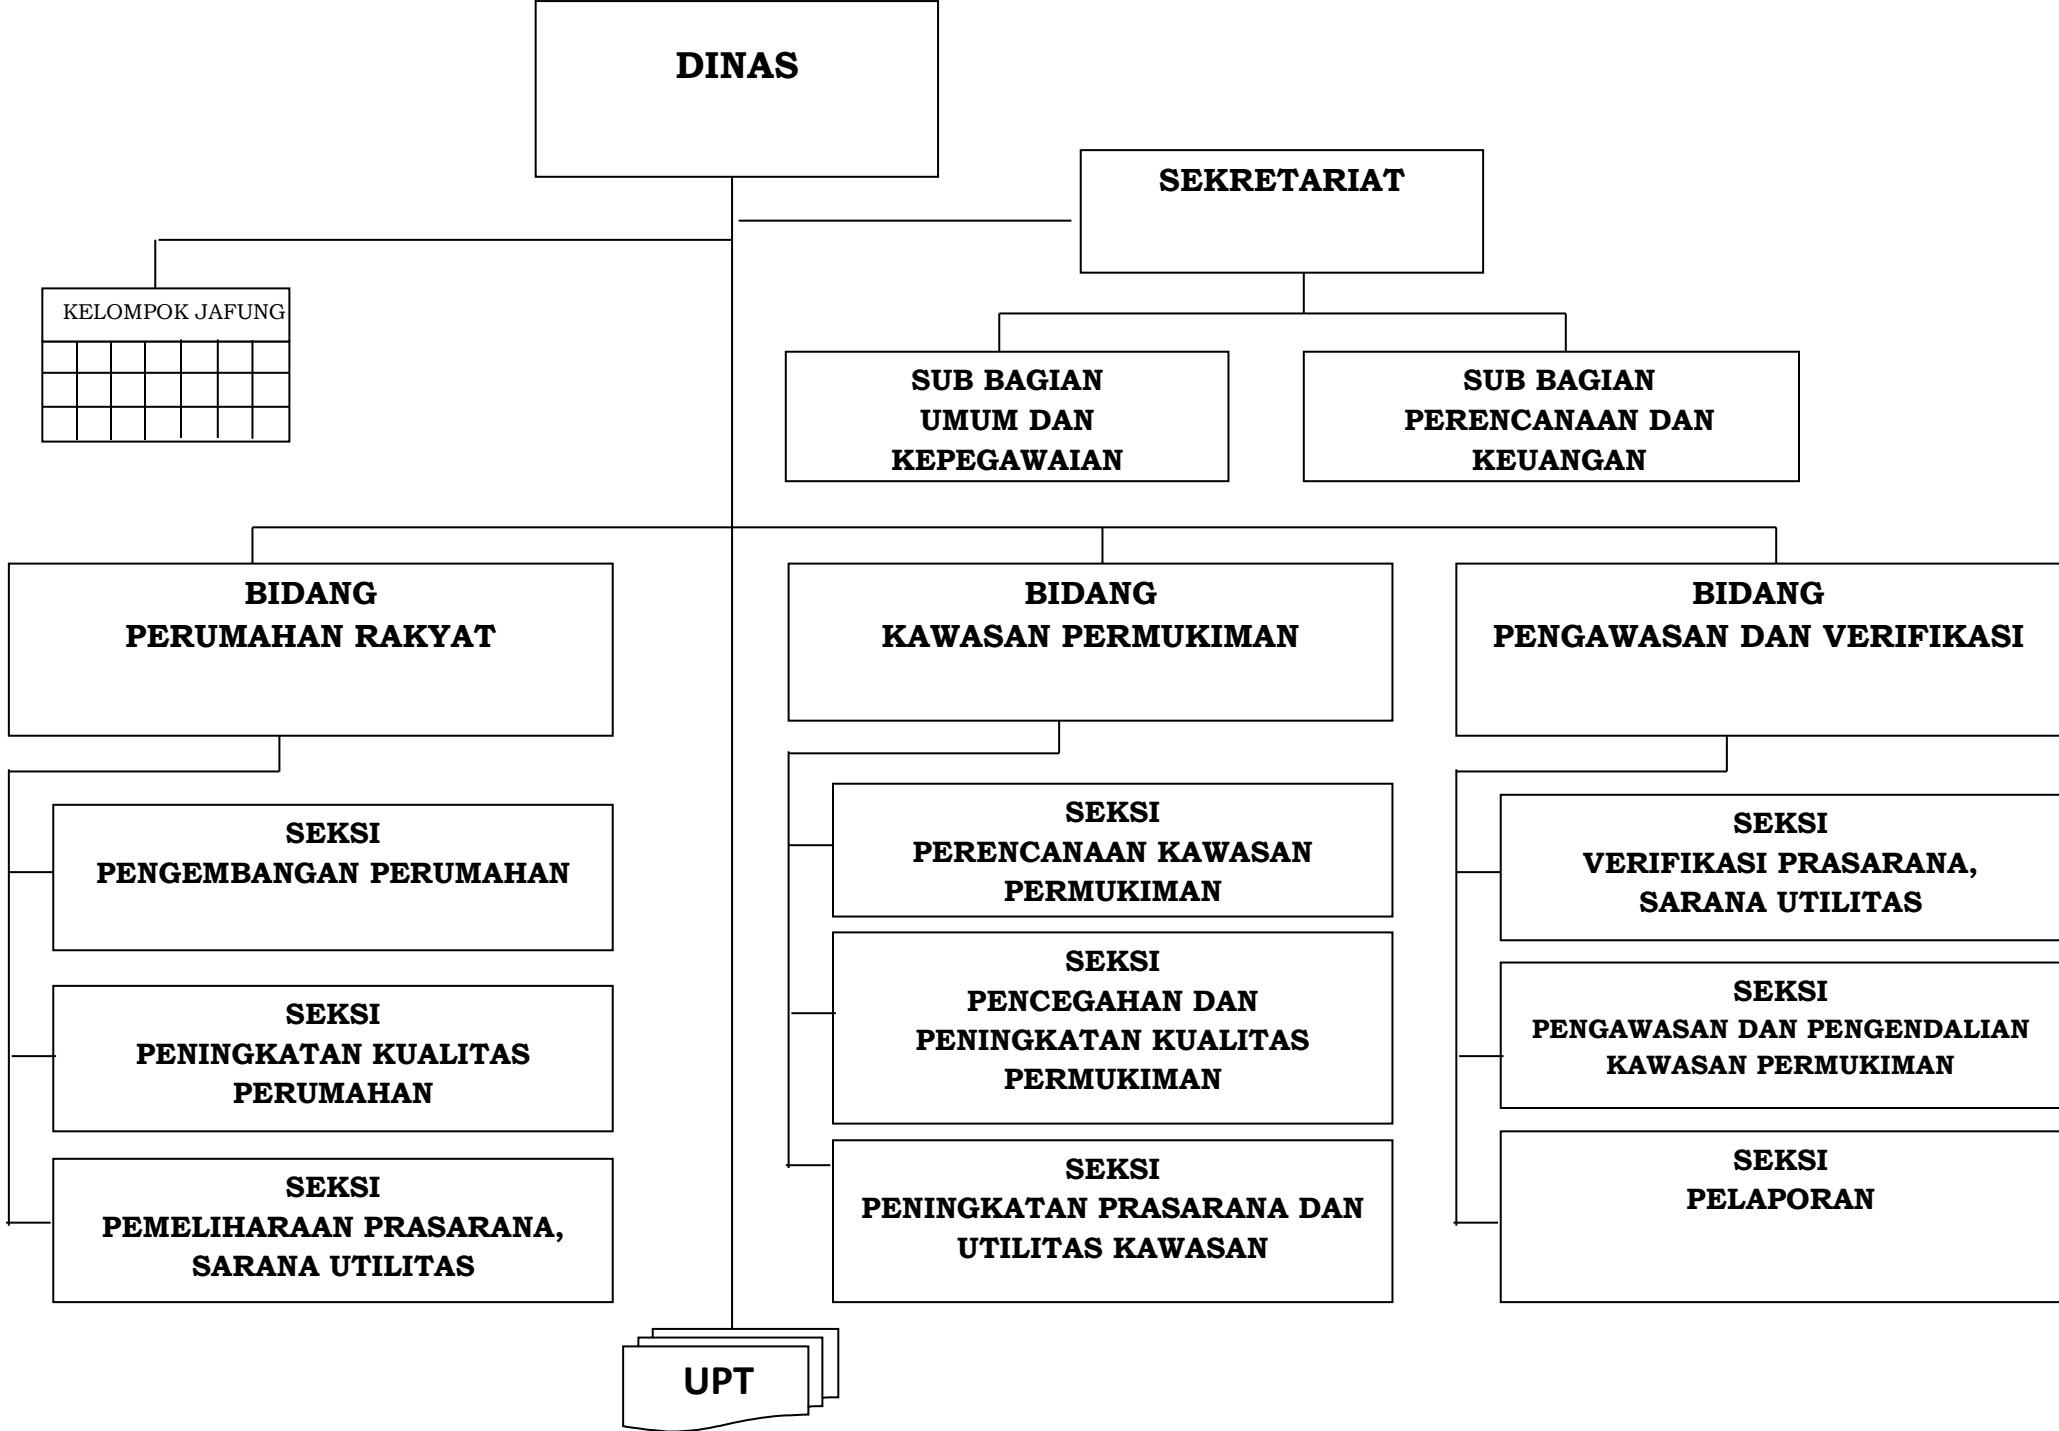 DINAS
SEKRETARIAT
KELOMPOK JAFUNG
SUB BAGIAN
UMUM DAN
KEPEGAWAIAN
SUB BAGIAN
PERENCANAAN DAN
KEUANGAN
BIDANG
PERUMAHAN RAKYAT
BIDANG
KAWASAN PERMUKIMAN
BIDANG
PENGAWASAN DAN VERIFIKASI
SEKSI
PENGEMBANGAN PERUMAHAN
SEKSI
PENINGKATAN KUALITAS
PERUMAHAN
SEKSI
PEMELIHARAAN PRASARANA,
SARANA UTILITAS
SEKSI
PERENCANAAN KAWASAN
PERMUKIMAN
SEKSI
PENCEGAHAN DAN
PENINGKATAN KUALITAS
PERMUKIMAN
SEKSI
PENINGKATAN PRASARANA DAN
UTILITAS KAWASAN
SEKSI
VERIFIKASI PRASARANA,
SARANA UTILITAS
SEKSI
PENGAWASAN DAN PENGENDALIAN
KAWASAN PERMUKIMAN
SEKSI
PELAPORAN
UPT